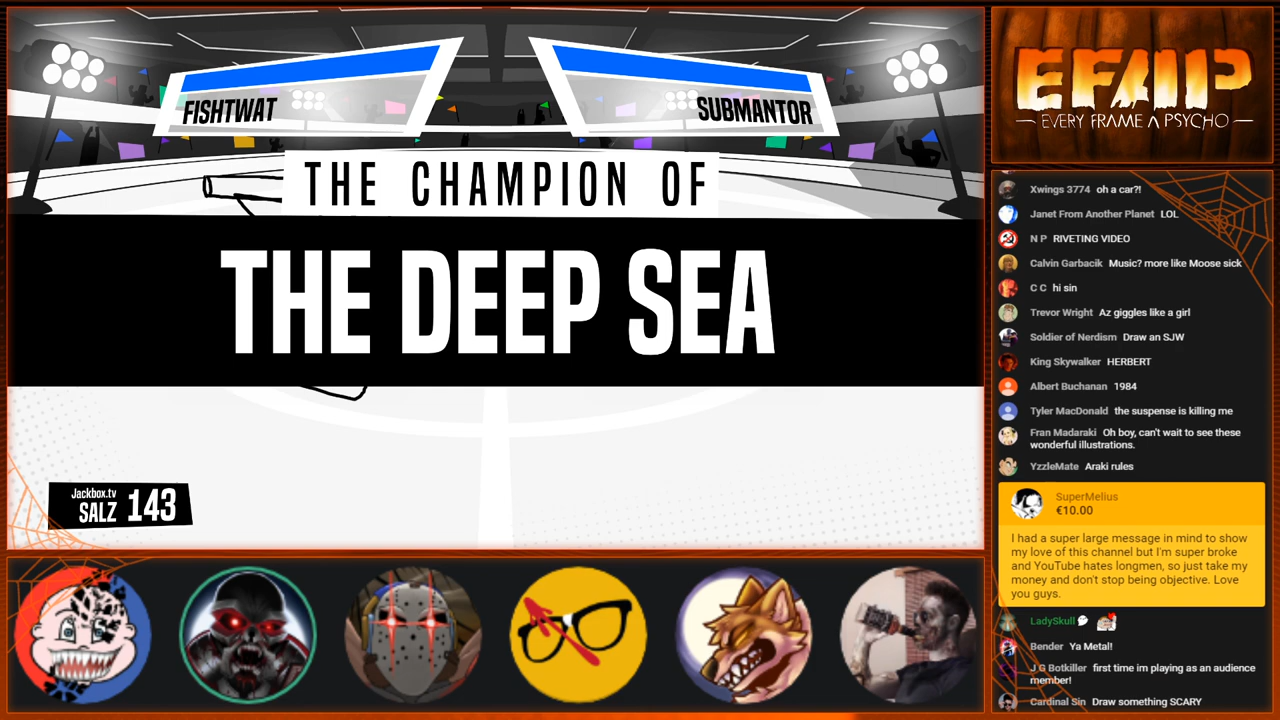 FISHTWAT
SUBMANTOR
THE CHAMPION OF
THE DEEP SEA
Jackbox.tv
SALZ 143
EFAP
EVERY FRAME A PSYCHO
Xwings 3774 oh a car?!
Janet From Another Planet LOL
N P RIVETING VIDEO
Calvin Garbacik Music? more like Moose sick
C C hi sin
Trevor Wright Az giggles like a girl
Soldier of Nerdism Draw an SJW
King Skywalker HERBERT
Albert Buchanan 1984
Tyler MacDonald the suspense is killing me
Fran Madaraki Oh boy, can't wait to see these
wonderful illustrations.
YzzleMate Araki rules
SuperMelius
€10.00
I had a super large message in mind to show
my love of this channel but I'm super broke
and YouTube hates longmen, so just take my
money and don't stop being objective. Love
you guys.
LadySkull
Bender Ya Metal!
J.G Botkiller first time im playing as an audience
member!
Cardinal Sin Draw something SCARY